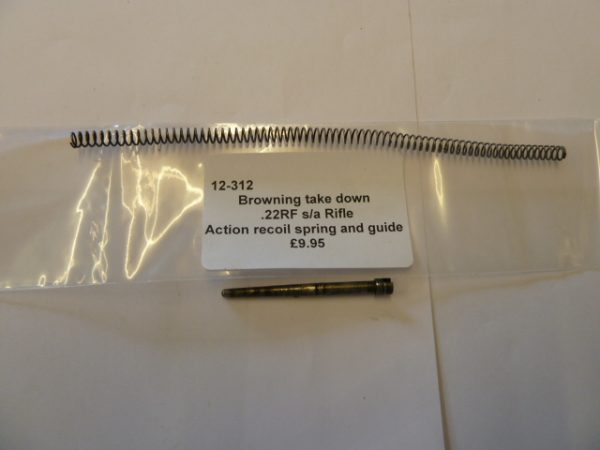 12-312
Browning take down
.22RF s/a Rifle
Action recoil spring and guide
£9.95